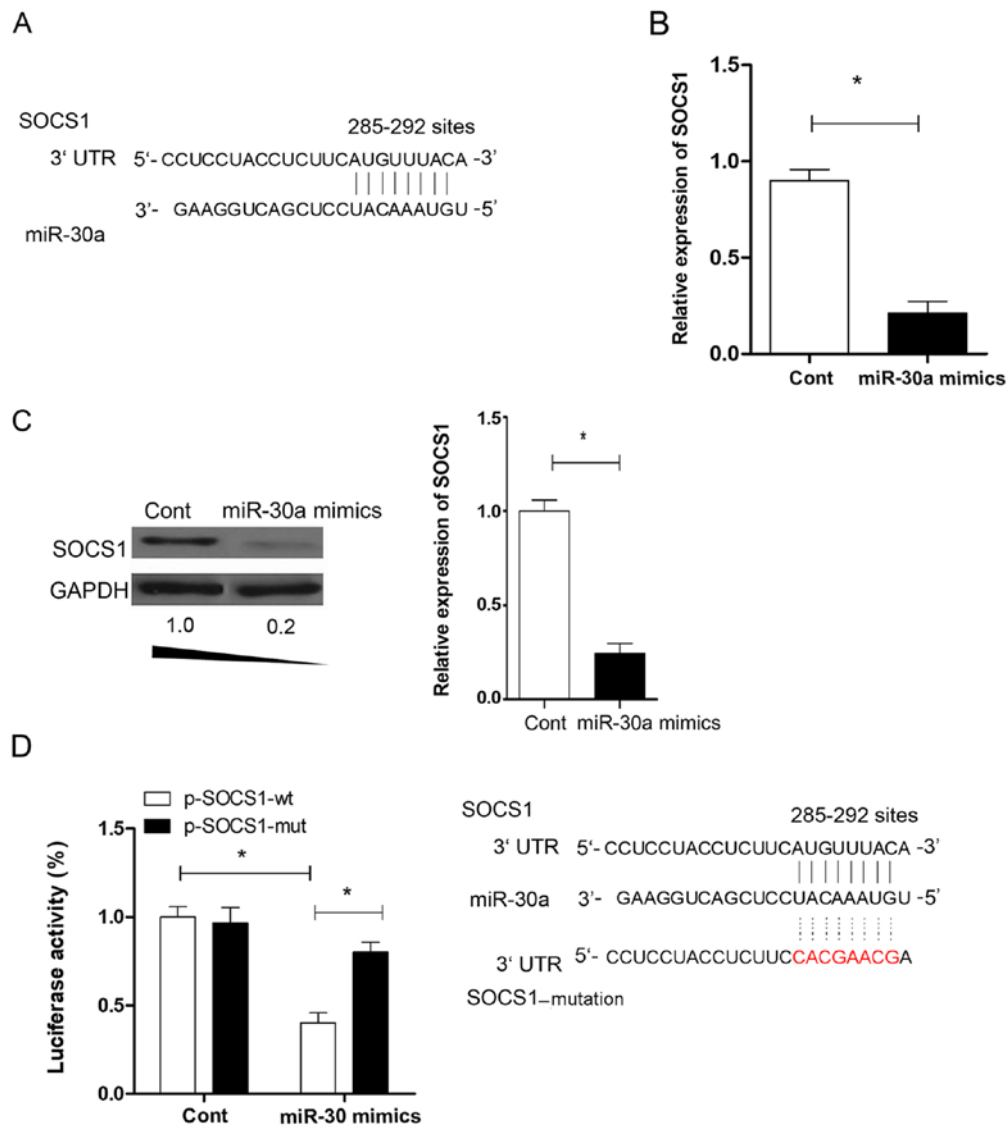 A
SOCS1
285-292 sites
3‘ UTR 5‘- CCUCCUACCUCUUCAUGUUUACA -3’
3‘- GAAGGUCAGCUCCUACAAAUGU -5‘
miR-30a
B
Relative expression of SOCS1
1.5
1.0
0.5
0.0
*
Cont miR-30a mimics
C
Cont miR-30a mimics
SOCS1
GAPDH
1.0 0.2
Relative expression of SOCS1
1.5
1.0
0.5
0.0
*
Cont miR-30a mimics
D
p-SOCS1-wt
p-SOCS1-mut
Luciferase activity (%)
1.5
1.0
0.5
0.0
*
*
Cont miR-30 mimics
SOCS1
285-292 sites
3‘ UTR 5‘- CCUCCUACCUCUUCAUGUUUACA -3’
miR-30a 3‘- GAAGGUCAGCUCCUACAAAUGU -5‘
3‘ UTR 5‘- CCUCCUACCUCUUCCACGAACGA
SOCS1–mutation